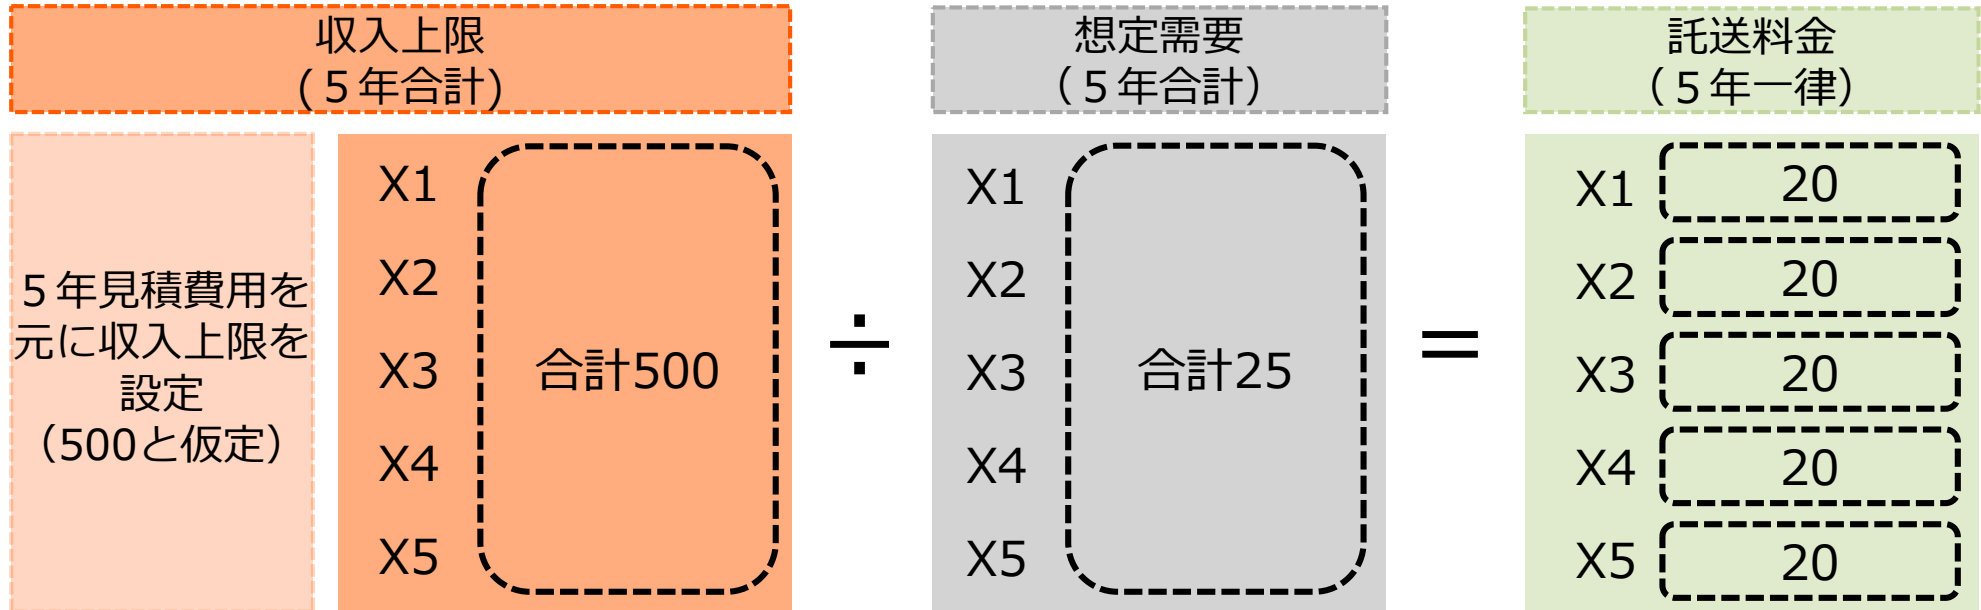 収入上限
(５年合計)
想定需要
（５年合計）
託送料金
（５年一律）
５年見積費用を
元に収入上限を
設定
（500と仮定）
X1
X2
X3
X4
X5
合計500
÷
X1
X2
X3
X4
X5
合計25
＝
X1 20
X2 20
X3 20
X4 20
X5 20